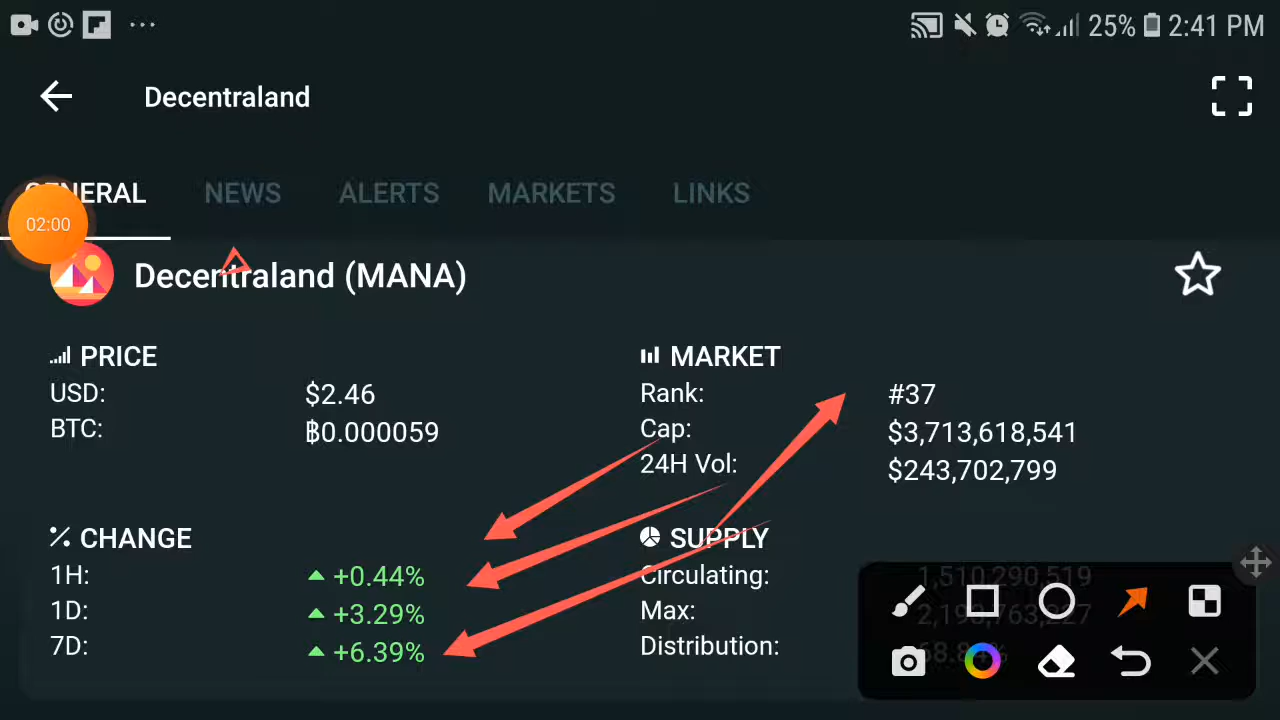 25% 2:41 PM
Decentraland
GENERAL NEWS ALERTS MARKETS LINKS
02:00
Decentraland (MANA)
PRICE
USD: $2.46
BTC: ฿0.000059
MARKET
Rank: #37
Cap: $3,713,618,541
24H Vol: $243,702,799
CHANGE
1H: +0.44%
1D: +3.29%
7D: +6.39%
SUPPLY
Circulating: 1,510,290,519
Max:
Distribution: